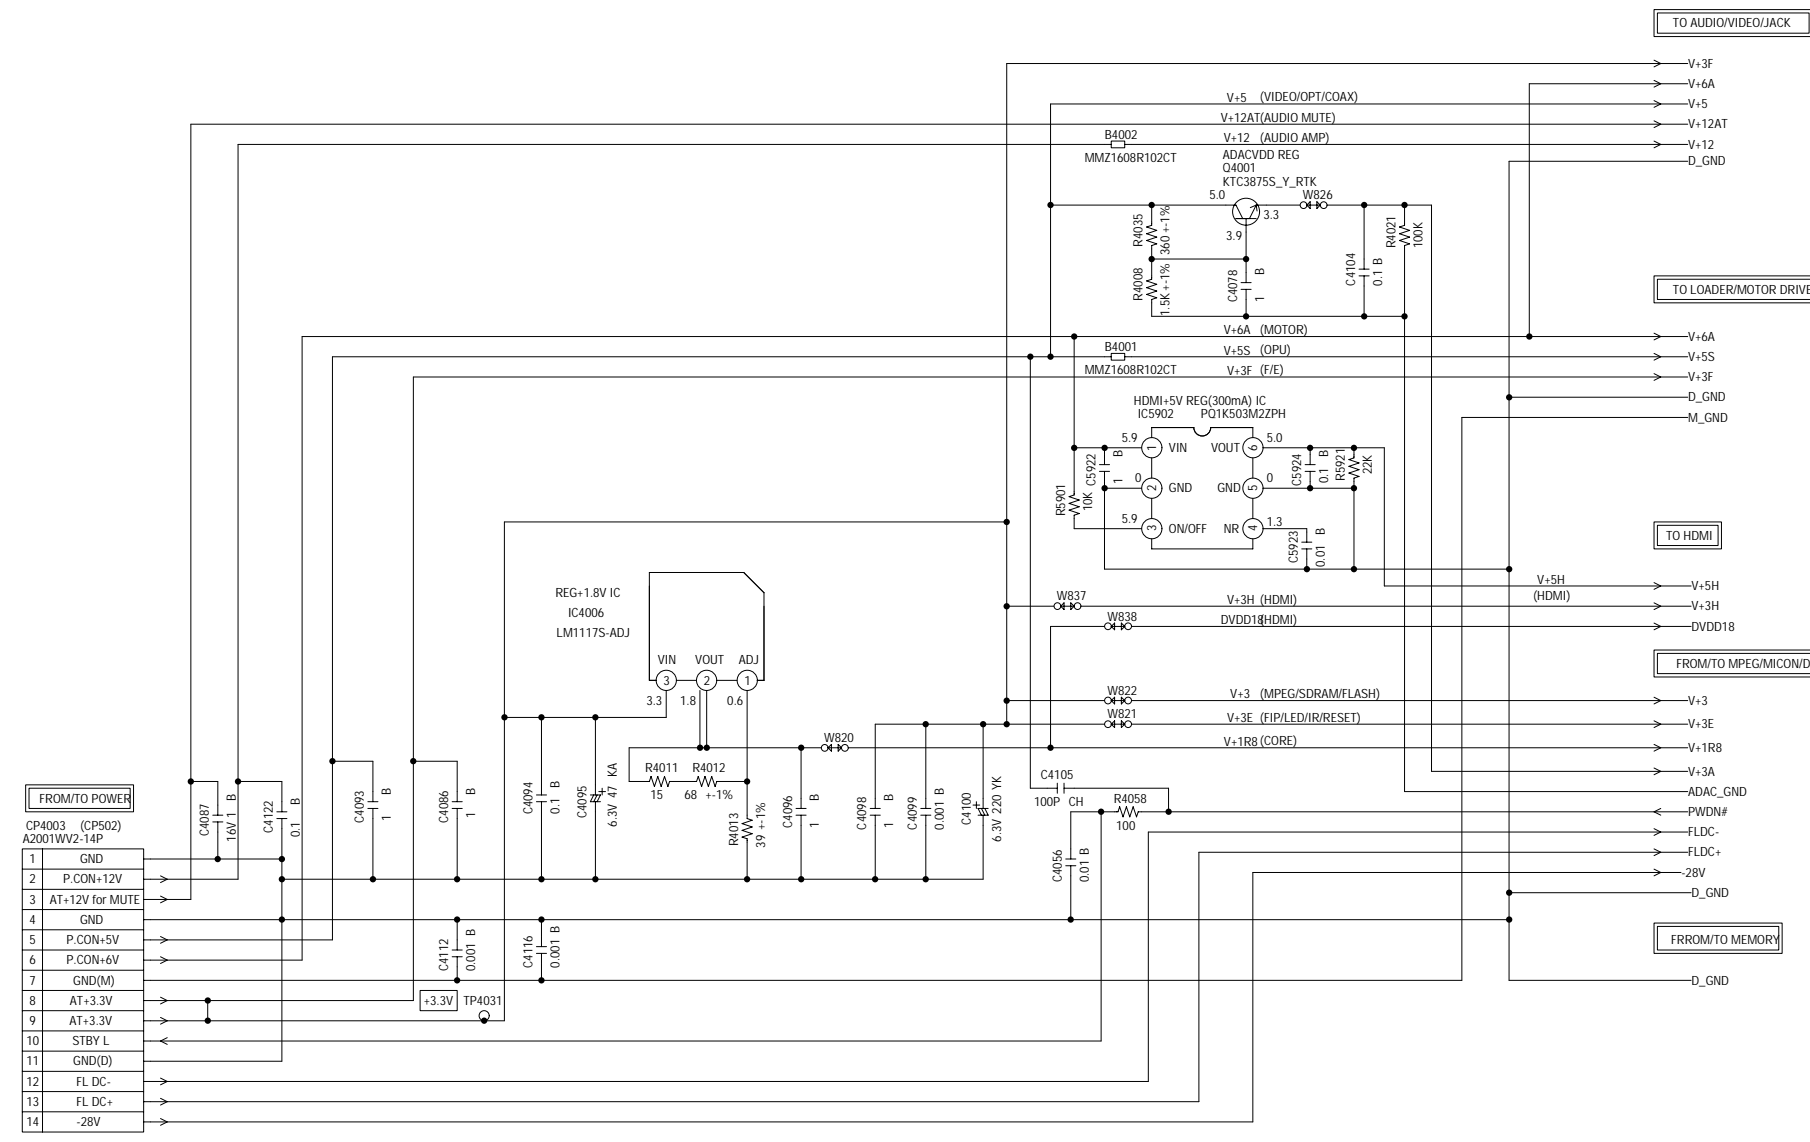 TO AUDIO/VIDEO/JACK
V+3F
V+6A
V+5 (VIDEO/OPT/COAX)
V+5
V+12AT(AUDIO MUTE)
V+12AT
B4002
V+12 (AUDIO AMP)
V+12
MMZ1608R102CT
ADACVDD REG
D_GND
Q4001
KTC3875S_Y_RTK
5.0
W826
3.3
3.9
R4035
360 +-1%
R4008
1.5K +-1%
C4078
1 B
C4104
0.1 B
R4021
100K
TO LOADER/MOTOR DRIVE
V+6A (MOTOR)
V+6A
B4001
V+5S (OPU)
V+5S
MMZ1608R102CT
V+3F (F/E)
V+3F
D_GND
M_GND
HDMI+5V REG(300mA) IC
IC5902 PQ1K503M2ZPH
5.9
1
VIN
VOUT
6
5.0
0
2
GND
GND
5
0
5.9
3
ON/OFF
NR
4
1.3
C5922
1 B
R5901
10K
C5924
0.1 B
R5921
22K
C5923
0.01 B
TO HDMI
V+5H
(HDMI)
V+5H
W837
V+3H (HDMI)
V+3H
W838
DVDD18(HDMI)
DVDD18
REG+1.8V IC
IC4006
LM1117S-ADJ
VIN VOUT ADJ
3 2 1
3.3 1.8 0.6
FROM/TO MPEG/MICON/D
W822
V+3 (MPEG/SDRAM/FLASH)
V+3
W821
V+3E (FIP/LED/IR/RESET)
V+3E
W820
V+1R8 (CORE)
V+1R8
V+3A
ADAC_GND
PWDN#
FLDC-
FLDC+
-28V
D_GND
R4011
15
R4012
68 +-1%
R4013
39 +-1%
C4087
16V 1 B
C4122
0.1 B
C4093
1 B
C4086
1 B
C4094
0.1 B
C4095
6.3V 47 KA
C4096
1 B
C4098
1 B
C4099
0.001 B
C4100
6.3V 220 YK
C4105
100P CH
R4058
100
C4056
0.01 B
C4112
0.001 B
C4116
0.001 B
+3.3V
TP4031
FRROM/TO MEMORY
D_GND
FROM/TO POWER
CP4003 (CP502)
A2001WV2-14P
1 GND
2 P.CON+12V
3 AT+12V for MUTE
4 GND
5 P.CON+5V
6 P.CON+6V
7 GND(M)
8 AT+3.3V
9 AT+3.3V
10 STBY L
11 GND(D)
12 FL DC-
13 FL DC+
14 -28V